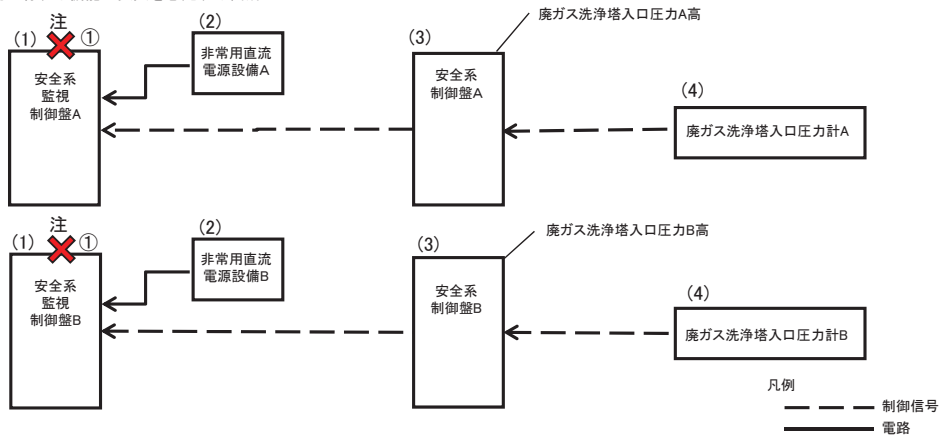 廃ガス洗浄塔入口圧力A高
注
(1) ①
(2)
(3)
(4)
安全系
監視
制御盤A
非常用直流
電源設備A
安全系
制御盤A
廃ガス洗浄塔入口圧力計A
廃ガス洗浄塔入口圧力B高
注
(1) ①
(2)
(3)
(4)
安全系
監視
制御盤B
非常用直流
電源設備B
安全系
制御盤B
廃ガス洗浄塔入口圧力計B
凡例
制御信号
電路